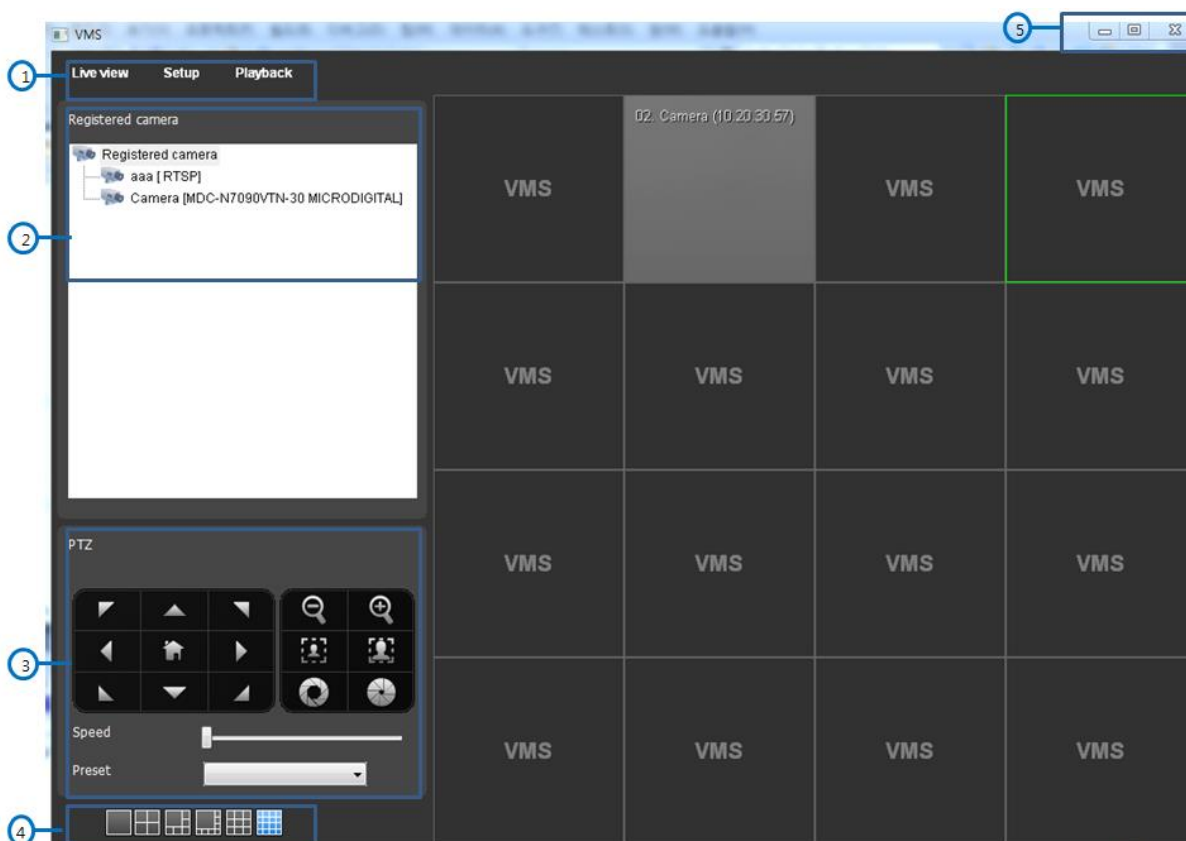 VMS
5
1
Live view Setup Playback
Registered camera
Registered camera
aaa [ RTSP]
Camera [MDC-N7090VTN-30 MICRODIGITAL]
2
02. Camera (10.20.30.57)
VMS VMS VMS
VMS VMS VMS VMS
VMS VMS VMS VMS
VMS VMS VMS VMS
PTZ
3
Speed
Preset
4